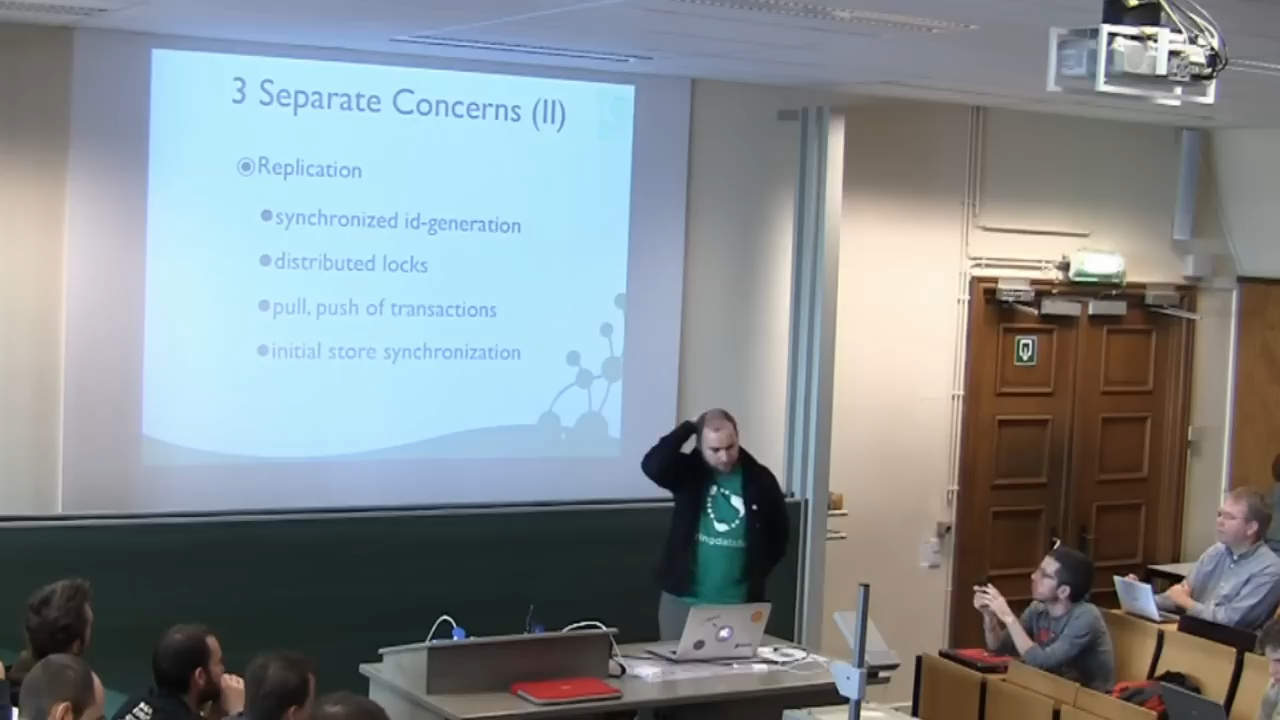 3 Separate Concerns (II)
Replication
synchronized id-generation
distributed locks
pull, push of transactions
initial store synchronization